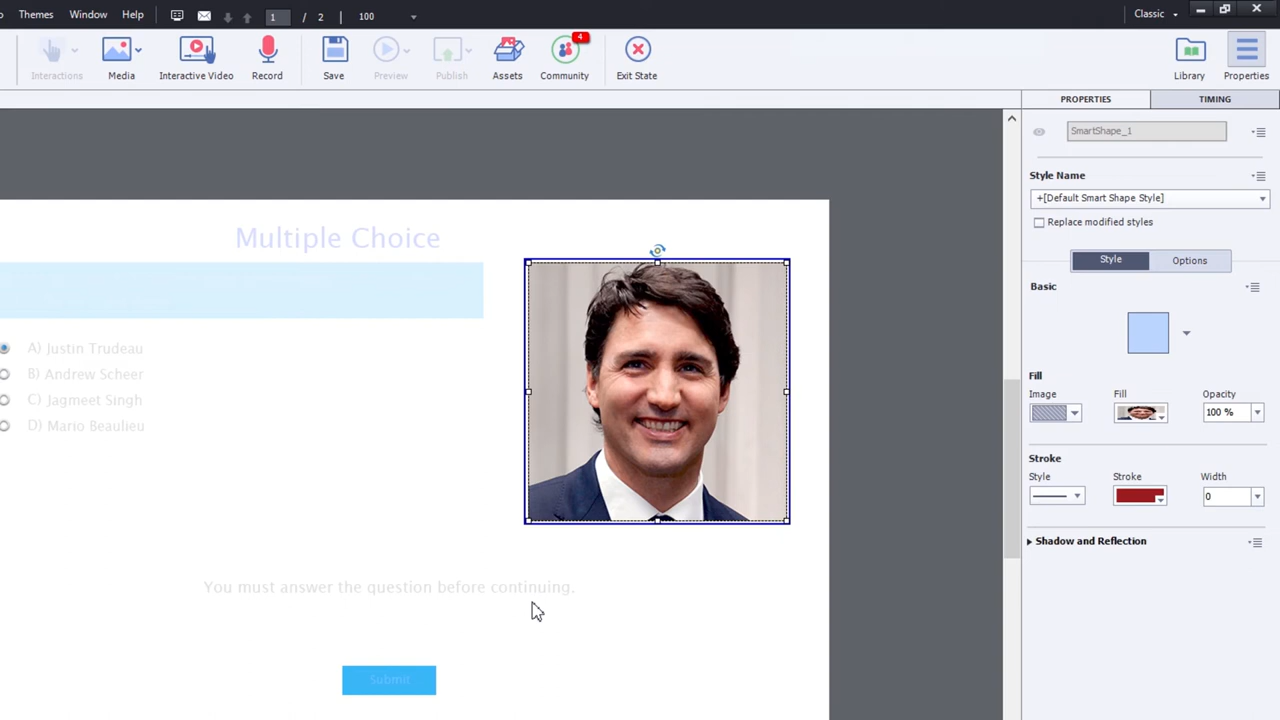 Themes Window Help 1 / 2 100 Classic
Interactions Media Interactive Video Record Save Preview Publish Assets 4 Community Exit State Library Properties
PROPERTIES TIMING
SmartShape_1
Style Name
+[Default Smart Shape Style]
Replace modified styles
Style Options
Basic
Fill
Image Fill Opacity
100 %
Stroke
Style Stroke Width
0
Shadow and Reflection
Multiple Choice
A) Justin Trudeau
B) Andrew Scheer
C) Jagmeet Singh
D) Mario Beaulieu
You must answer the question before continuing.
Submit